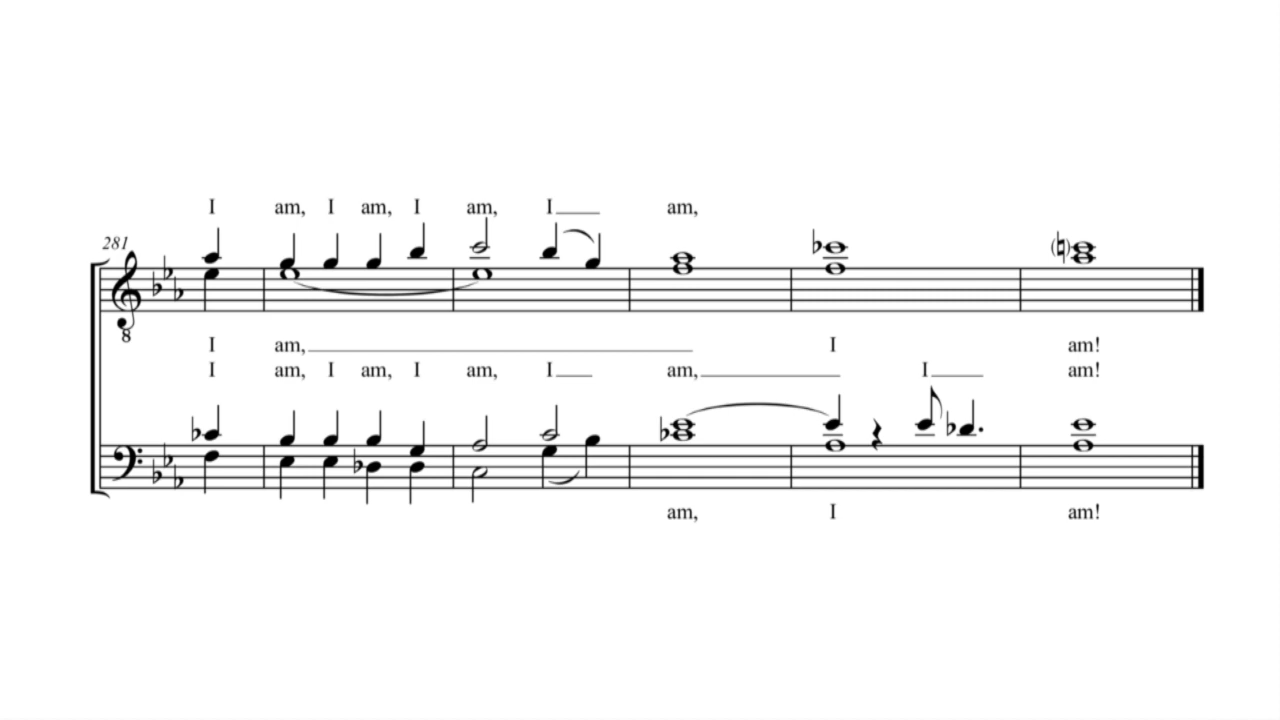 I am, I am, I am, I am,
281
8
I am, I am!
I am, I am, I am, I am, I am!
am, I am!